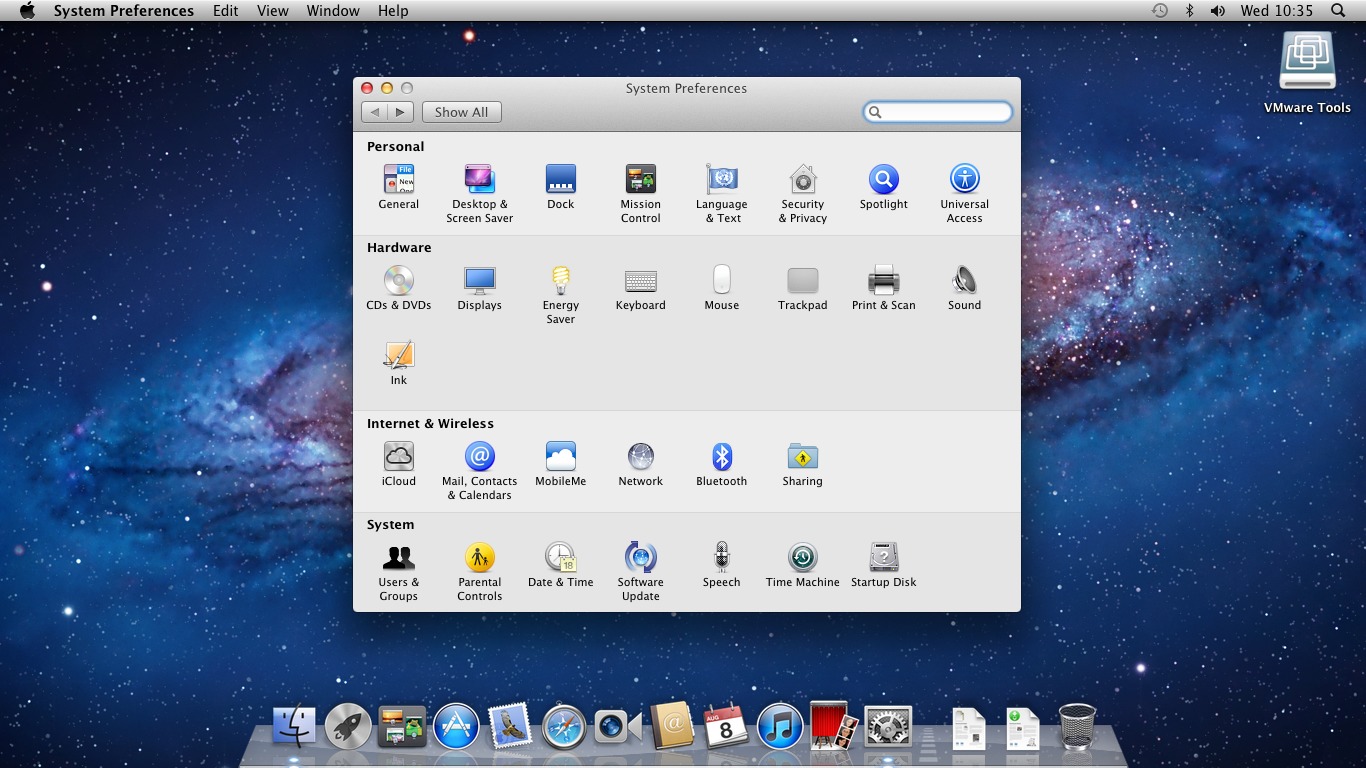 System Preferences Edit View Window Help Wed 10:35
VMware Tools
System Preferences
Show All
Personal
General
Desktop &
Screen Saver
Dock
Mission
Control
Language
& Text
Security
& Privacy
Spotlight
Universal
Access
File
New
Hardware
CDs & DVDs
Displays
Energy
Saver
Keyboard
Mouse
Trackpad
Print & Scan
Sound
Ink
Internet & Wireless
iCloud
Mail, Contacts
& Calendars
MobileMe
Network
Bluetooth
Sharing
System
Users &
Groups
Parental
Controls
Date & Time
18
Software
Update
Speech
Time Machine
Startup Disk
AUG
8